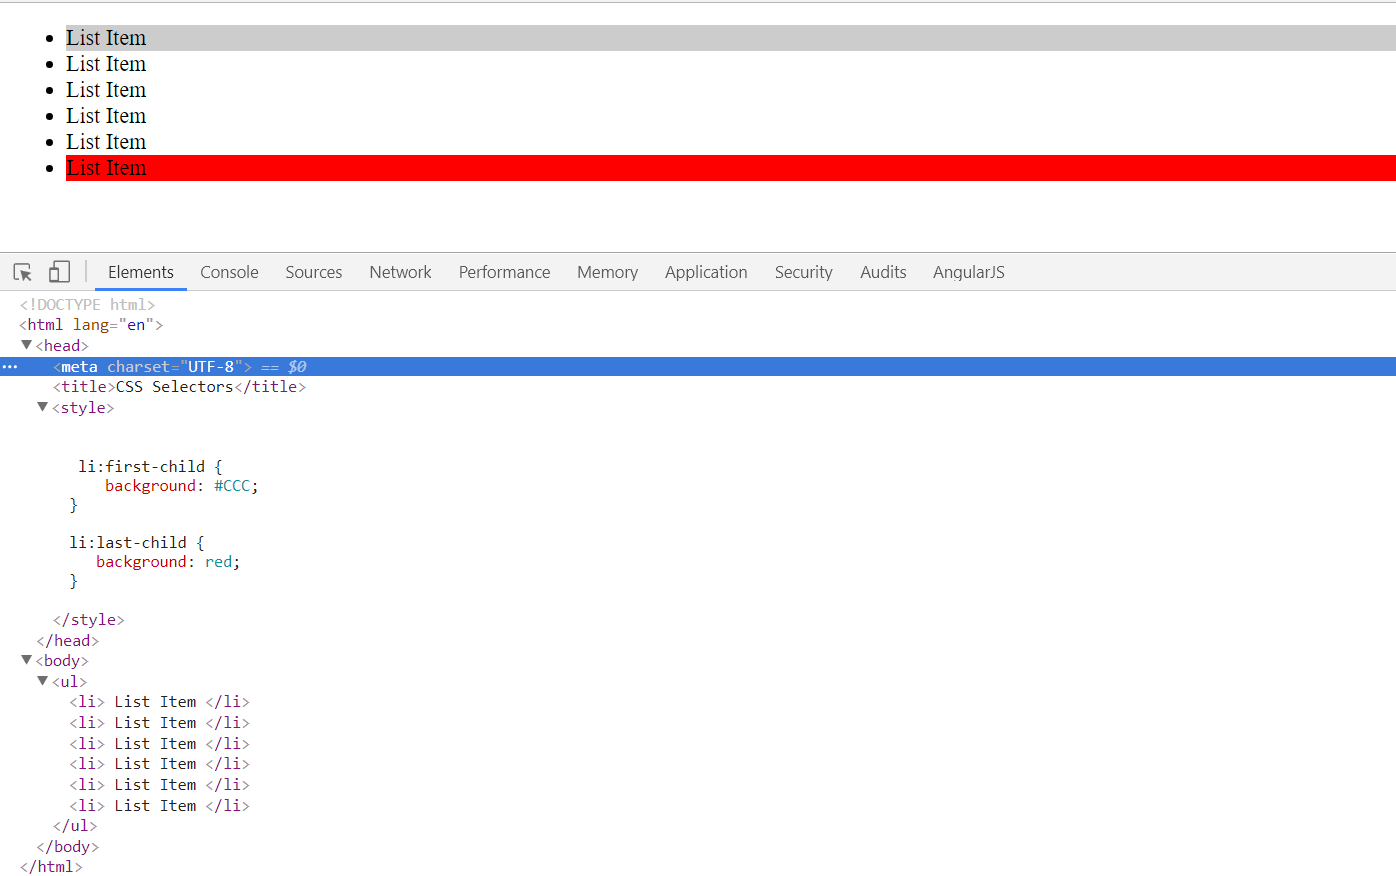 • List Item
• List Item
• List Item
• List Item
• List Item
• List Item
Elements Console Sources Network Performance Memory Application Security Audits AngularJS
<!DOCTYPE html>
<html lang="en">
▼<head>
... <meta charset="UTF-8"> == $0
<title>CSS Selectors</title>
▼<style>
li:first-child {
background: #CCC;
}
li:last-child {
background: red;
}
</style>
</head>
▼<body>
▼<ul>
<li> List Item </li>
<li> List Item </li>
<li> List Item </li>
<li> List Item </li>
<li> List Item </li>
<li> List Item </li>
</ul>
</body>
</html>